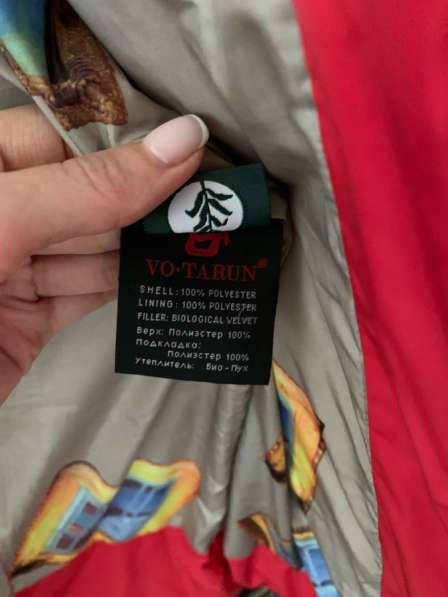 VO·TARUN®
SHELL: 100% POLYESTER
LINING: 100% POLYESTER
FILLER: BIOLOGICAL VELVET
Верх: Полиэстер 100%
Подкладка:
Полиэстер 100%
Утеплитель: био-Пух